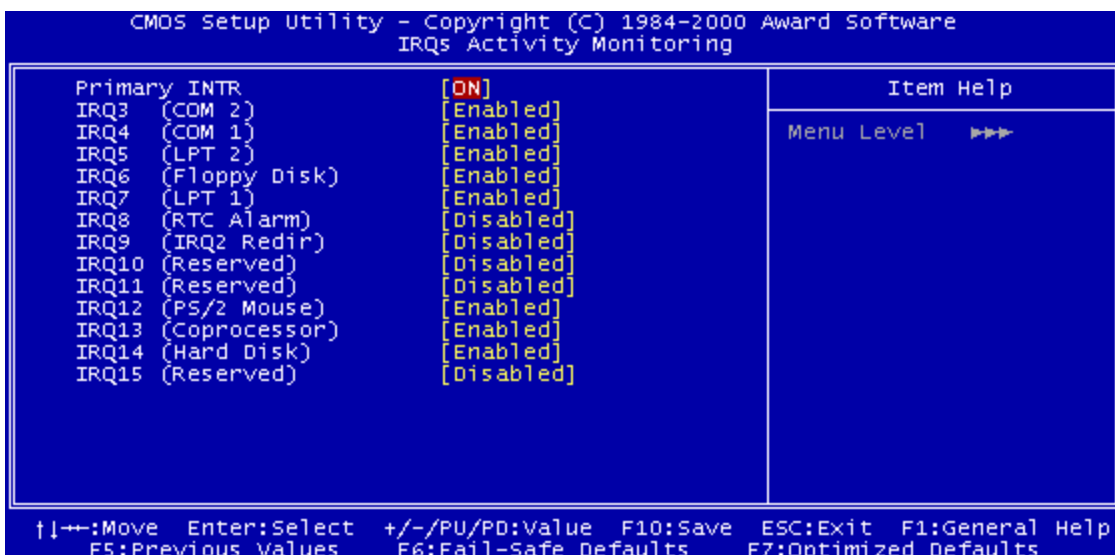 CMOS Setup Utility – Copyright (C) 1984–2000 Award Software
IRQs Activity Monitoring
Primary INTR [ON]
IRQ3 (COM 2) [Enabled]
IRQ4 (COM 1) [Enabled]
IRQ5 (LPT 2) [Enabled]
IRQ6 (Floppy Disk) [Enabled]
IRQ7 (LPT 1) [Enabled]
IRQ8 (RTC Alarm) [Disabled]
IRQ9 (IRQ2 Redir) [Disabled]
IRQ10 (Reserved) [Disabled]
IRQ11 (Reserved) [Disabled]
IRQ12 (PS/2 Mouse) [Enabled]
IRQ13 (Coprocessor) [Enabled]
IRQ14 (Hard Disk) [Enabled]
IRQ15 (Reserved) [Disabled]
Item Help
Menu Level ►►►
↑↓→←:Move Enter:Select +/-/PU/PD:Value F10:Save ESC:Exit F1:General Help
F5:Previous Values F6:Fail-Safe Defaults F7:Optimized Defaults